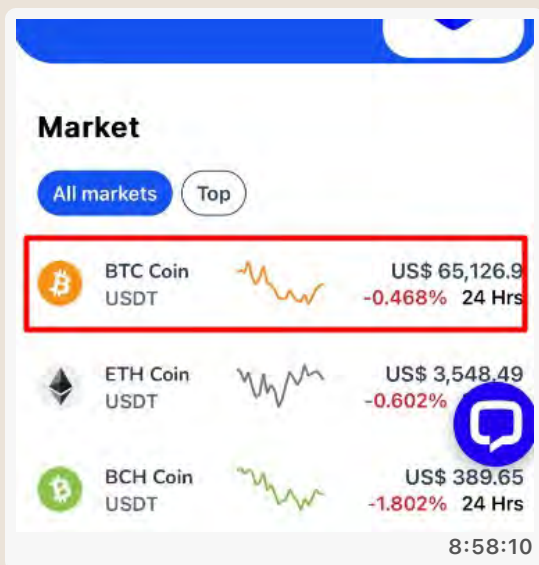 Market
All markets Top
BTC Coin US$ 65,126.9
USDT -0.468% 24 Hrs
ETH Coin US$ 3,548.49
USDT -0.602%
BCH Coin US$ 389.65
USDT -1.802% 24 Hrs
8:58:10